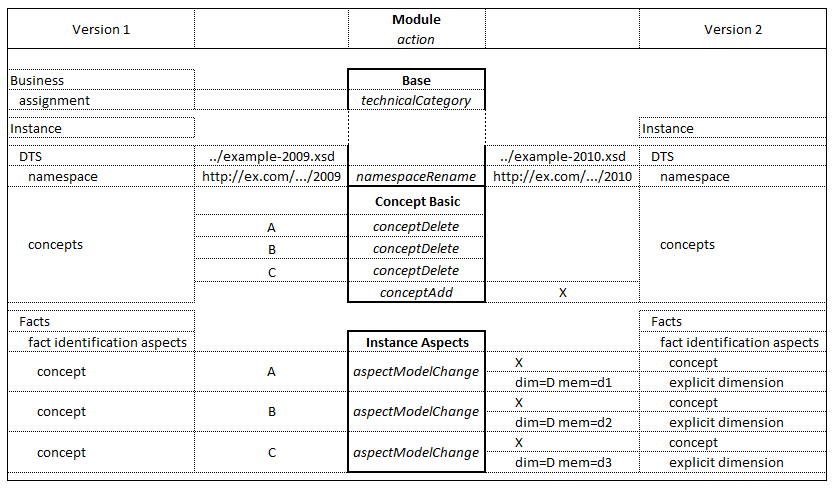 Version 1 Module Version 2
action
Business Base
assignment technicalCategory
Instance Instance
DTS ../example-2009.xsd ../example-2010.xsd DTS
namespace http://ex.com/.../2009 namespaceRename http://ex.com/.../2010 namespace
Concept Basic
A conceptDelete
concepts B conceptDelete concepts
C conceptDelete
conceptAdd X
Facts Facts
fact identification aspects Instance Aspects fact identification aspects
X concept
concept A aspectModelChange
dim=D mem=d1 explicit dimension
X concept
concept B aspectModelChange
dim=D mem=d2 explicit dimension
X concept
concept C aspectModelChange
dim=D mem=d3 explicit dimension